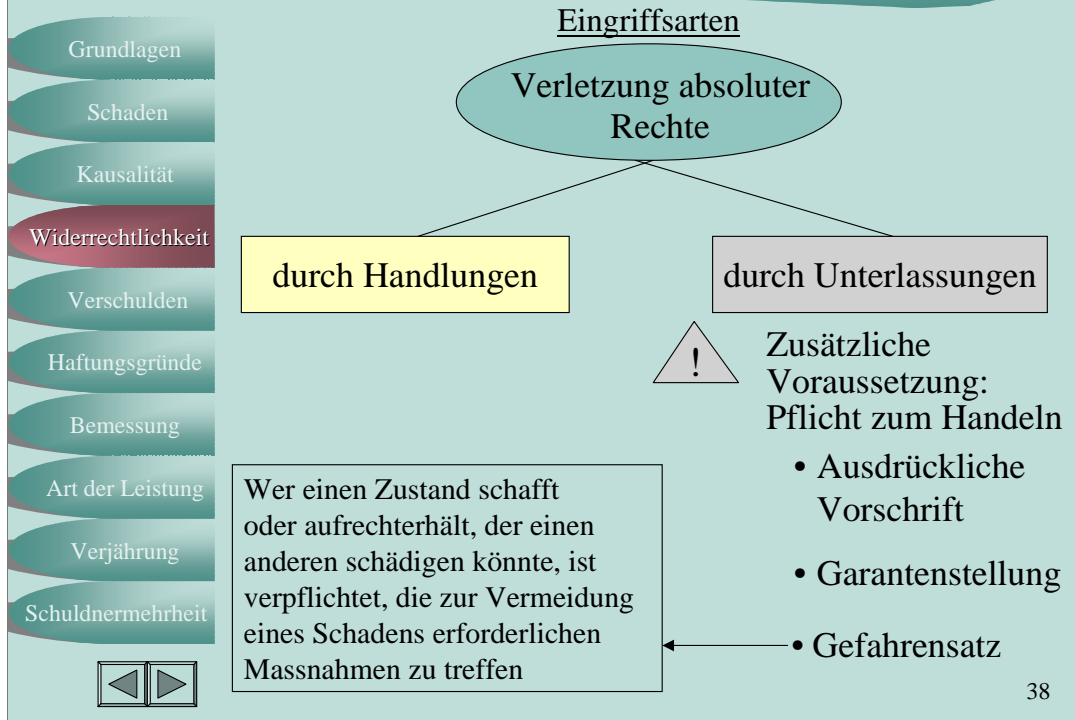 Eingriffsarten
Verletzung absoluter
Rechte
Grundlagen
Schaden
Kausalität
Widerrechtlichkeit
Verschulden
Haftungsgründe
Bemessung
Art der Leistung
Verjährung
Schuldnermehrheit
durch Handlungen
durch Unterlassungen
!
Zusätzliche
Voraussetzung:
Pflicht zum Handeln
• Ausdrückliche
Vorschrift
• Garantenstellung
• Gefahrensatz
Wer einen Zustand schafft
oder aufrechterhält, der einen
anderen schädigen könnte, ist
verpflichtet, die zur Vermeidung
eines Schadens erforderlichen
Massnahmen zu treffen
38